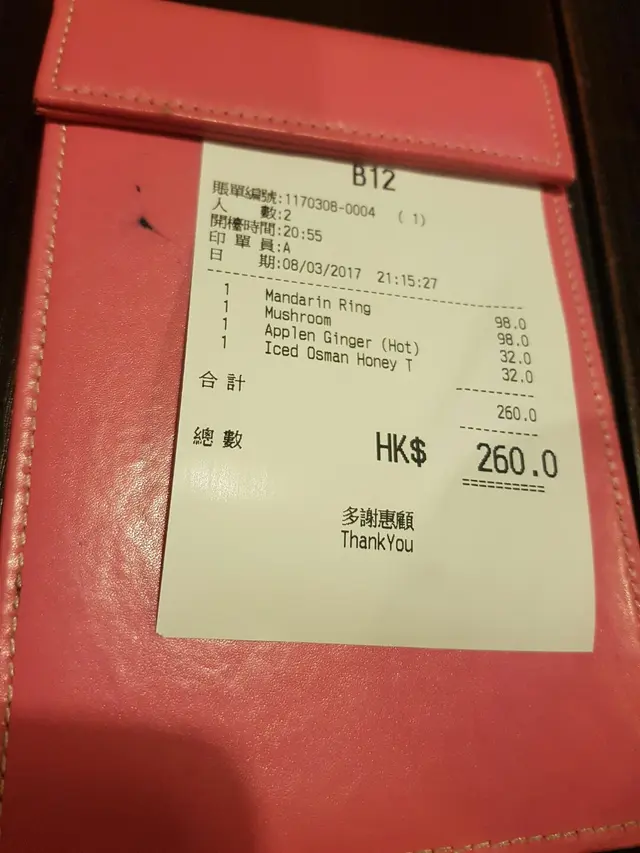 B12
賬單編號:1170308-0004 (1)
人 數:2
開檯時間:20:55
印單員:A
日 期:08/03/2017 21:15:27
1 Mandarin Ring 98.0
1 Mushroom 98.0
1 Applen Ginger (Hot) 32.0
1 Iced Osman Honey T 32.0
合計 260.0
總數 HK$ 260.0
多謝惠顧
ThankYou